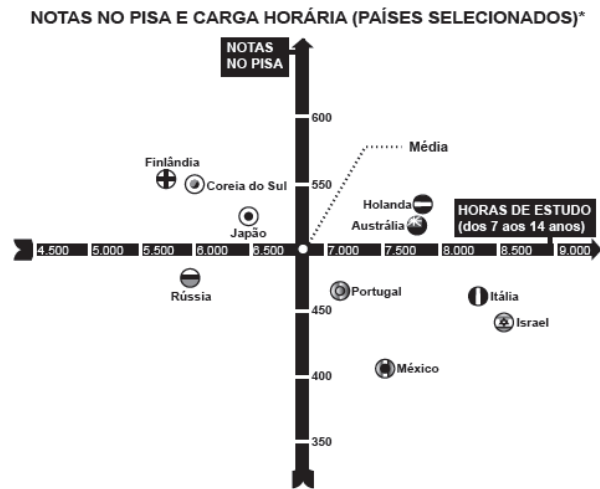 NOTAS NO PISA E CARGA HORÁRIA (PAÍSES SELECIONADOS)*
NOTAS
NO PISA
600
Média
Finlândia
550
Coreia do Sul
Holanda
HORAS DE ESTUDO
(dos 7 aos 14 anos)
Austrália
Japão
4.500 5.000 5.500 6.000 6.500 7.000 7.500 8.000 8.500 9.000
Rússia
Portugal
Itália
450
Israel
México
400
350